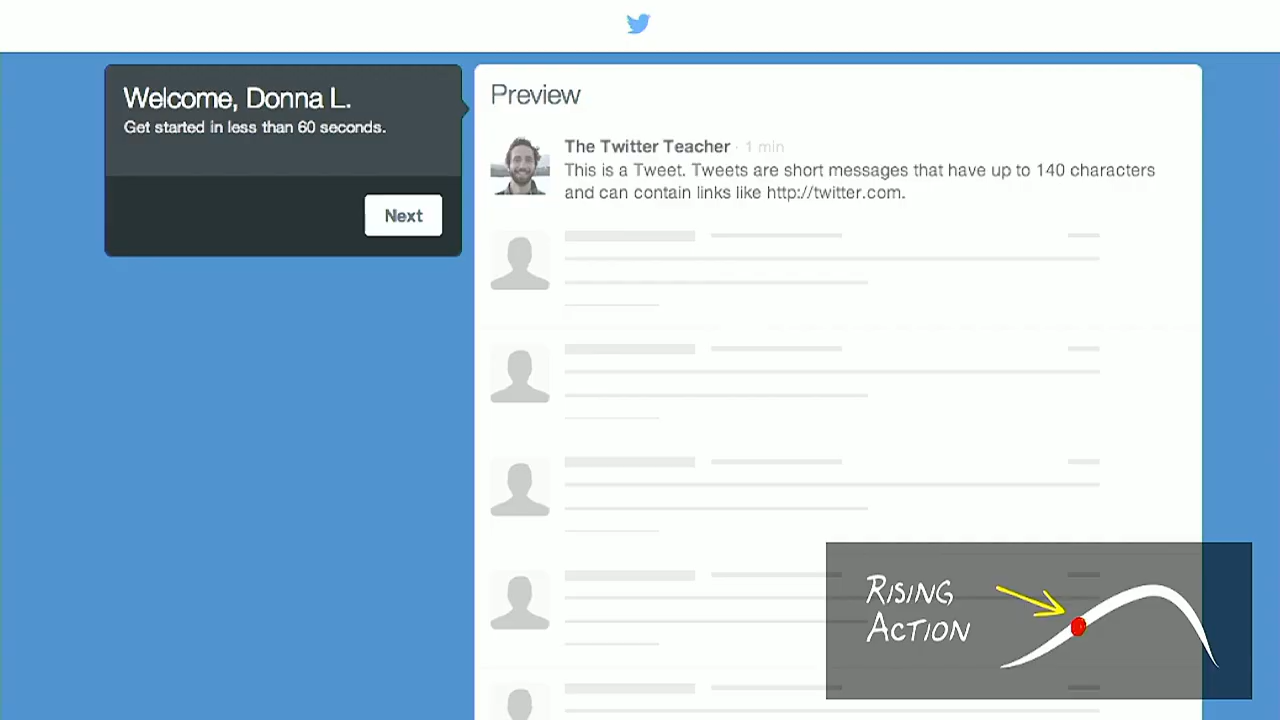 Welcome, Donna L.
Get started in less than 60 seconds.
Next
Preview
The Twitter Teacher · 1 min
This is a Tweet. Tweets are short messages that have up to 140 characters
and can contain links like http://twitter.com.
RISING
ACTION